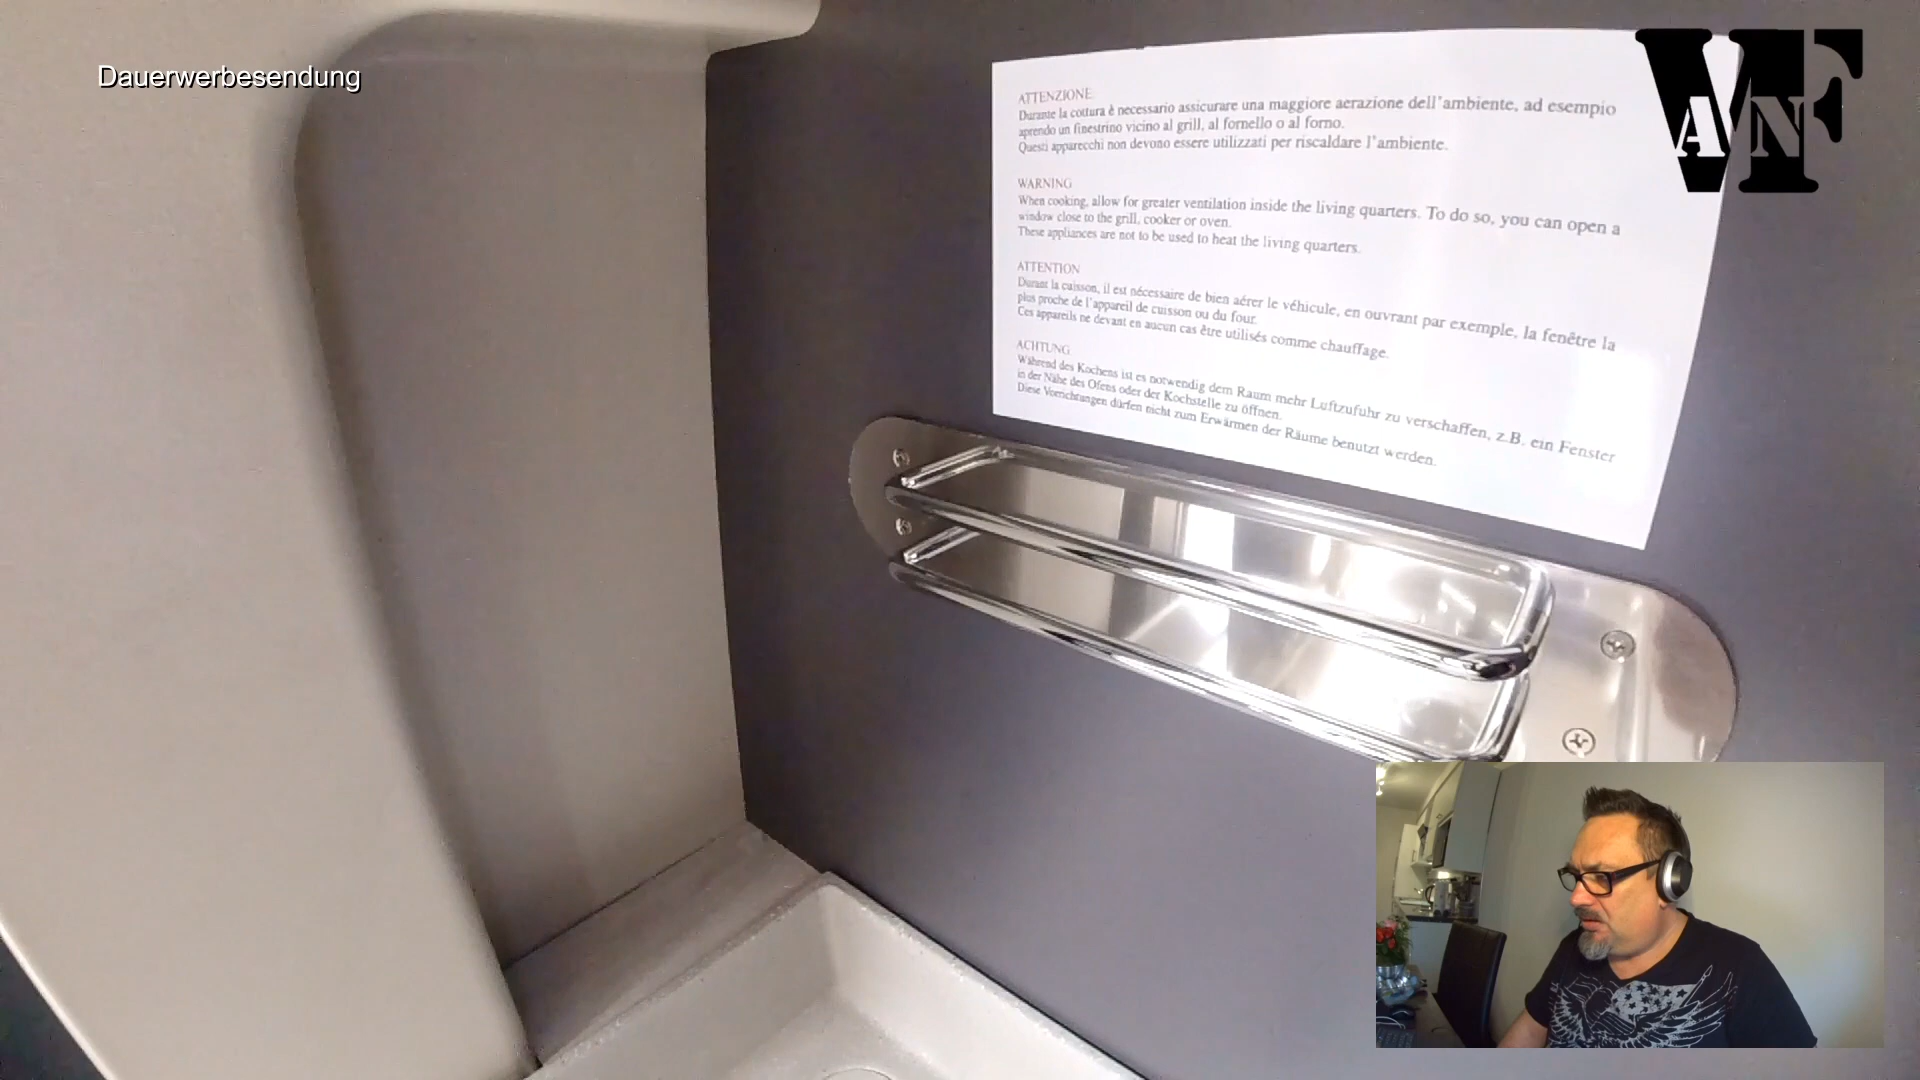 Dauerwerbesendung
VAN F
ATTENZIONE
Durante la cottura è necessario assicurare una maggiore aerazione dell'ambiente, ad esempio
aprendo un finestrino vicino al grill, al fornello o al forno.
Questi apparecchi non devono essere utilizzati per riscaldare l'ambiente.
WARNING
When cooking, allow for greater ventilation inside the living quarters. To do so, you can open a
window close to the grill, cooker or oven.
These appliances are not to be used to heat the living quarters.
ATTENTION
Durant la cuisson, il est nécessaire de bien aérer le véhicule, en ouvrant par exemple, la fenêtre la
plus proche de l'appareil de cuisson ou du four.
Ces appareils ne devant en aucun cas être utilisés comme chauffage.
ACHTUNG
Während des Kochens ist es notwendig dem Raum mehr Luftzufuhr zu verschaffen, z.B. ein Fenster
in der Nähe des Ofens oder der Kochstelle zu öffnen.
Diese Vorrichtungen dürfen nicht zum Erwärmen der Räume benutzt werden.